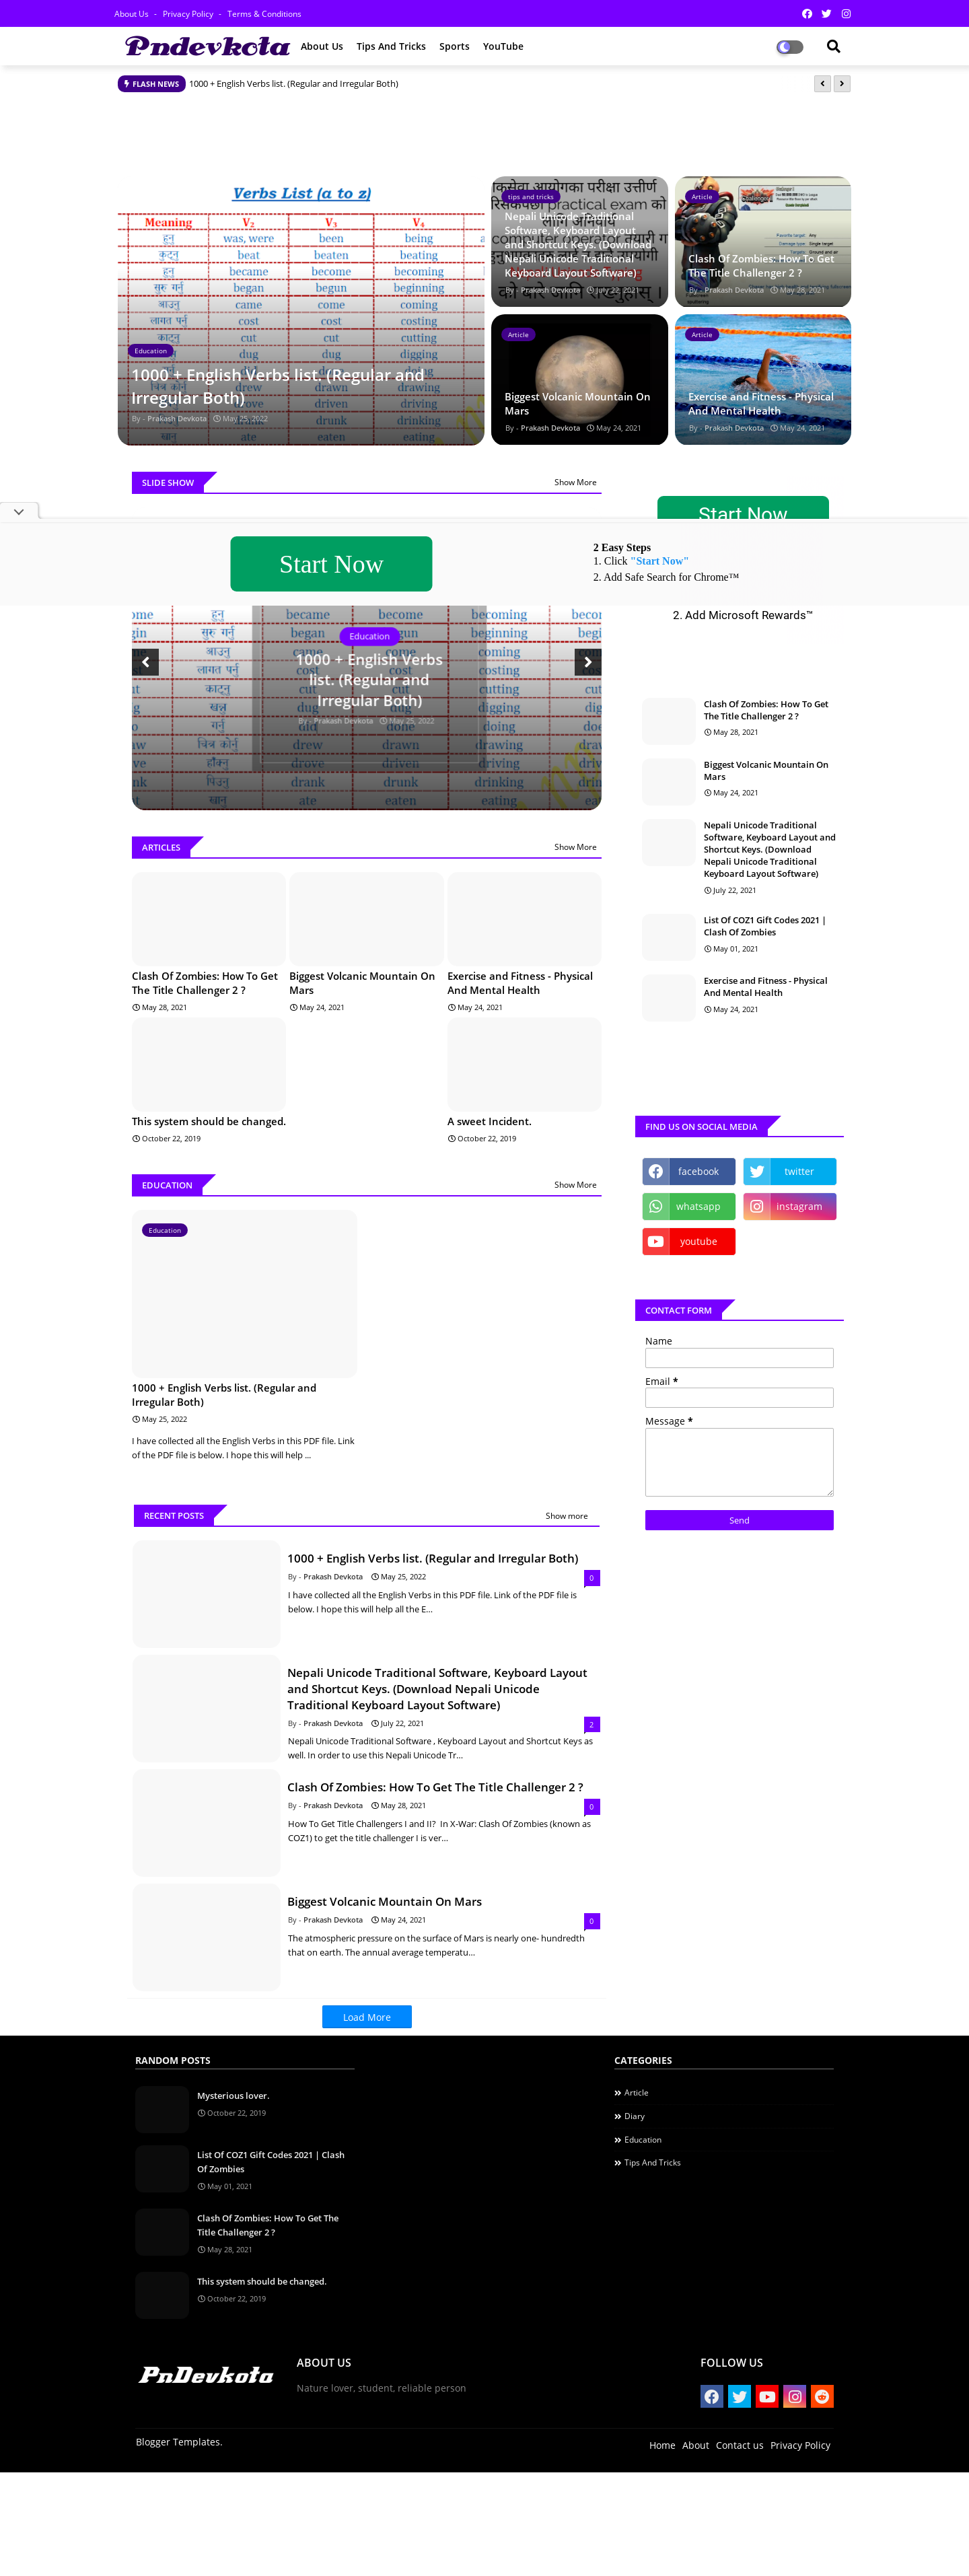 About Us - Privacy Policy - Terms & Conditions
Pndevkota
About Us Tips And Tricks Sports YouTube
FLASH NEWS 1000 + English Verbs list. (Regular and Irregular Both)
Verbs List (a to z)
Meaning V2 V3 V4
हुनु was, were been being
beat beaten beating
हुनु became become becoming
सुरु गर्नु began begun beginning
आउनु came come coming
लागत पर्नु cost cost costing
काट्नु cut cut cutting
dug dug digging
Education
1000 + English Verbs list. (Regular and
Irregular Both)
By - Prakash Devkota May 25, 2022
tips and tricks
Nepali Unicode Traditional
Software, Keyboard Layout
and Shortcut Keys. (Download
Nepali Unicode Traditional
Keyboard Layout Software)
By - Prakash Devkota July 22, 2021
Article
Clash Of Zombies: How To Get
The Title Challenger 2 ?
By - Prakash Devkota May 28, 2021
Article
Biggest Volcanic Mountain On
Mars
By - Prakash Devkota May 24, 2021
Article
Exercise and Fitness - Physical
And Mental Health
By - Prakash Devkota May 24, 2021
SLIDE SHOW Show More
Start Now
Start Now
2 Easy Steps
1. Click "Start Now"
2. Add Safe Search for Chrome™
2. Add Microsoft Rewards™
Education
1000 + English Verbs
list. (Regular and
Irregular Both)
By - Prakash Devkota May 25, 2022
Clash Of Zombies: How To Get
The Title Challenger 2 ?
May 28, 2021
Biggest Volcanic Mountain On
Mars
May 24, 2021
Nepali Unicode Traditional
Software, Keyboard Layout and
Shortcut Keys. (Download
Nepali Unicode Traditional
Keyboard Layout Software)
July 22, 2021
List Of COZ1 Gift Codes 2021 |
Clash Of Zombies
May 01, 2021
Exercise and Fitness - Physical
And Mental Health
May 24, 2021
ARTICLES Show More
Clash Of Zombies: How To Get
The Title Challenger 2 ?
May 28, 2021
Biggest Volcanic Mountain On
Mars
May 24, 2021
Exercise and Fitness - Physical
And Mental Health
May 24, 2021
This system should be changed.
October 22, 2019
A sweet Incident.
October 22, 2019
FIND US ON SOCIAL MEDIA
facebook twitter
whatsapp instagram
youtube
EDUCATION Show More
Education
1000 + English Verbs list. (Regular and
Irregular Both)
May 25, 2022
I have collected all the English Verbs in this PDF file. Link
of the PDF file is below. I hope this will help ...
CONTACT FORM
Name
Email *
Message *
Send
RECENT POSTS Show more
1000 + English Verbs list. (Regular and Irregular Both)
By - Prakash Devkota May 25, 2022 0
I have collected all the English Verbs in this PDF file. Link of the PDF file is
below. I hope this will help all the E…
Nepali Unicode Traditional Software, Keyboard Layout
and Shortcut Keys. (Download Nepali Unicode
Traditional Keyboard Layout Software)
By - Prakash Devkota July 22, 2021 2
Nepali Unicode Traditional Software , Keyboard Layout and Shortcut Keys as
well. In order to use this Nepali Unicode Tr…
Clash Of Zombies: How To Get The Title Challenger 2 ?
By - Prakash Devkota May 28, 2021 0
How To Get Title Challengers I and II? In X-War: Clash Of Zombies (known as
COZ1) to get the title challenger I is ver…
Biggest Volcanic Mountain On Mars
By - Prakash Devkota May 24, 2021 0
The atmospheric pressure on the surface of Mars is nearly one- hundredth
that on earth. The annual average temperatu…
Load More
RANDOM POSTS
Mysterious lover.
October 22, 2019
List Of COZ1 Gift Codes 2021 | Clash
Of Zombies
May 01, 2021
Clash Of Zombies: How To Get The
Title Challenger 2 ?
May 28, 2021
This system should be changed.
October 22, 2019
CATEGORIES
Article
Diary
Education
Tips And Tricks
PnDevkota
ABOUT US
Nature lover, student, reliable person
FOLLOW US
Blogger Templates.
Home About Contact us Privacy Policy